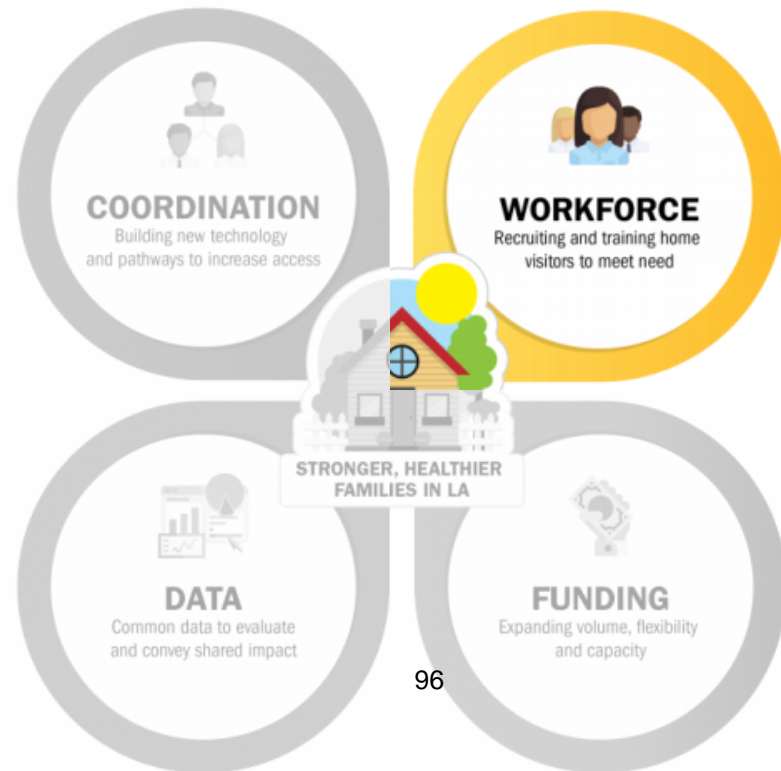 COORDINATION
Building new technology
and pathways to increase access
WORKFORCE
Recruiting and training home
visitors to meet need
STRONGER, HEALTHIER
FAMILIES IN LA
DATA
Common data to evaluate
and convey shared impact
FUNDING
Expanding volume, flexibility
and capacity
96